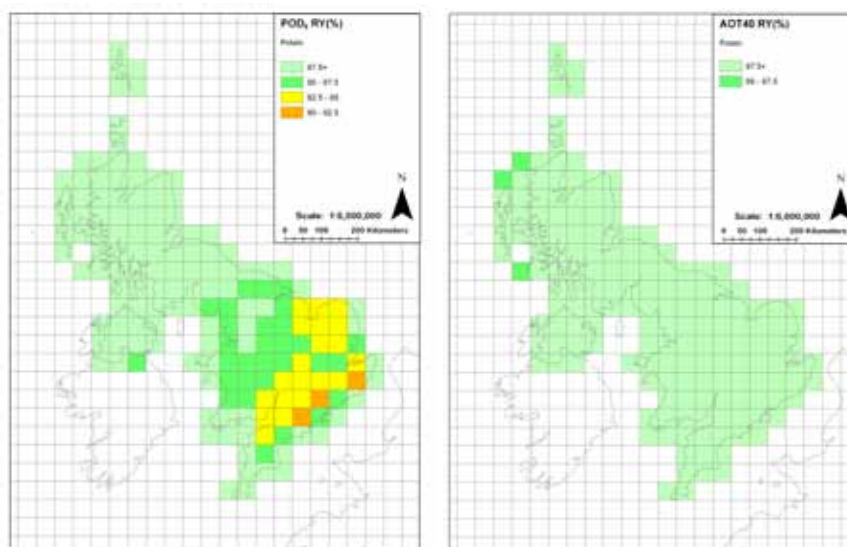 POD₆ RY(%)
Potato
97.5+
95 - 97.5
92.5 - 95
90 - 92.5
N
Scale: 1:6,000,000
0 50 100 200 Kilometers
AOT40 RY(%)
Potato
97.5+
95 - 97.5
N
Scale: 1:6,000,000
0 50 100 200 Kilometers